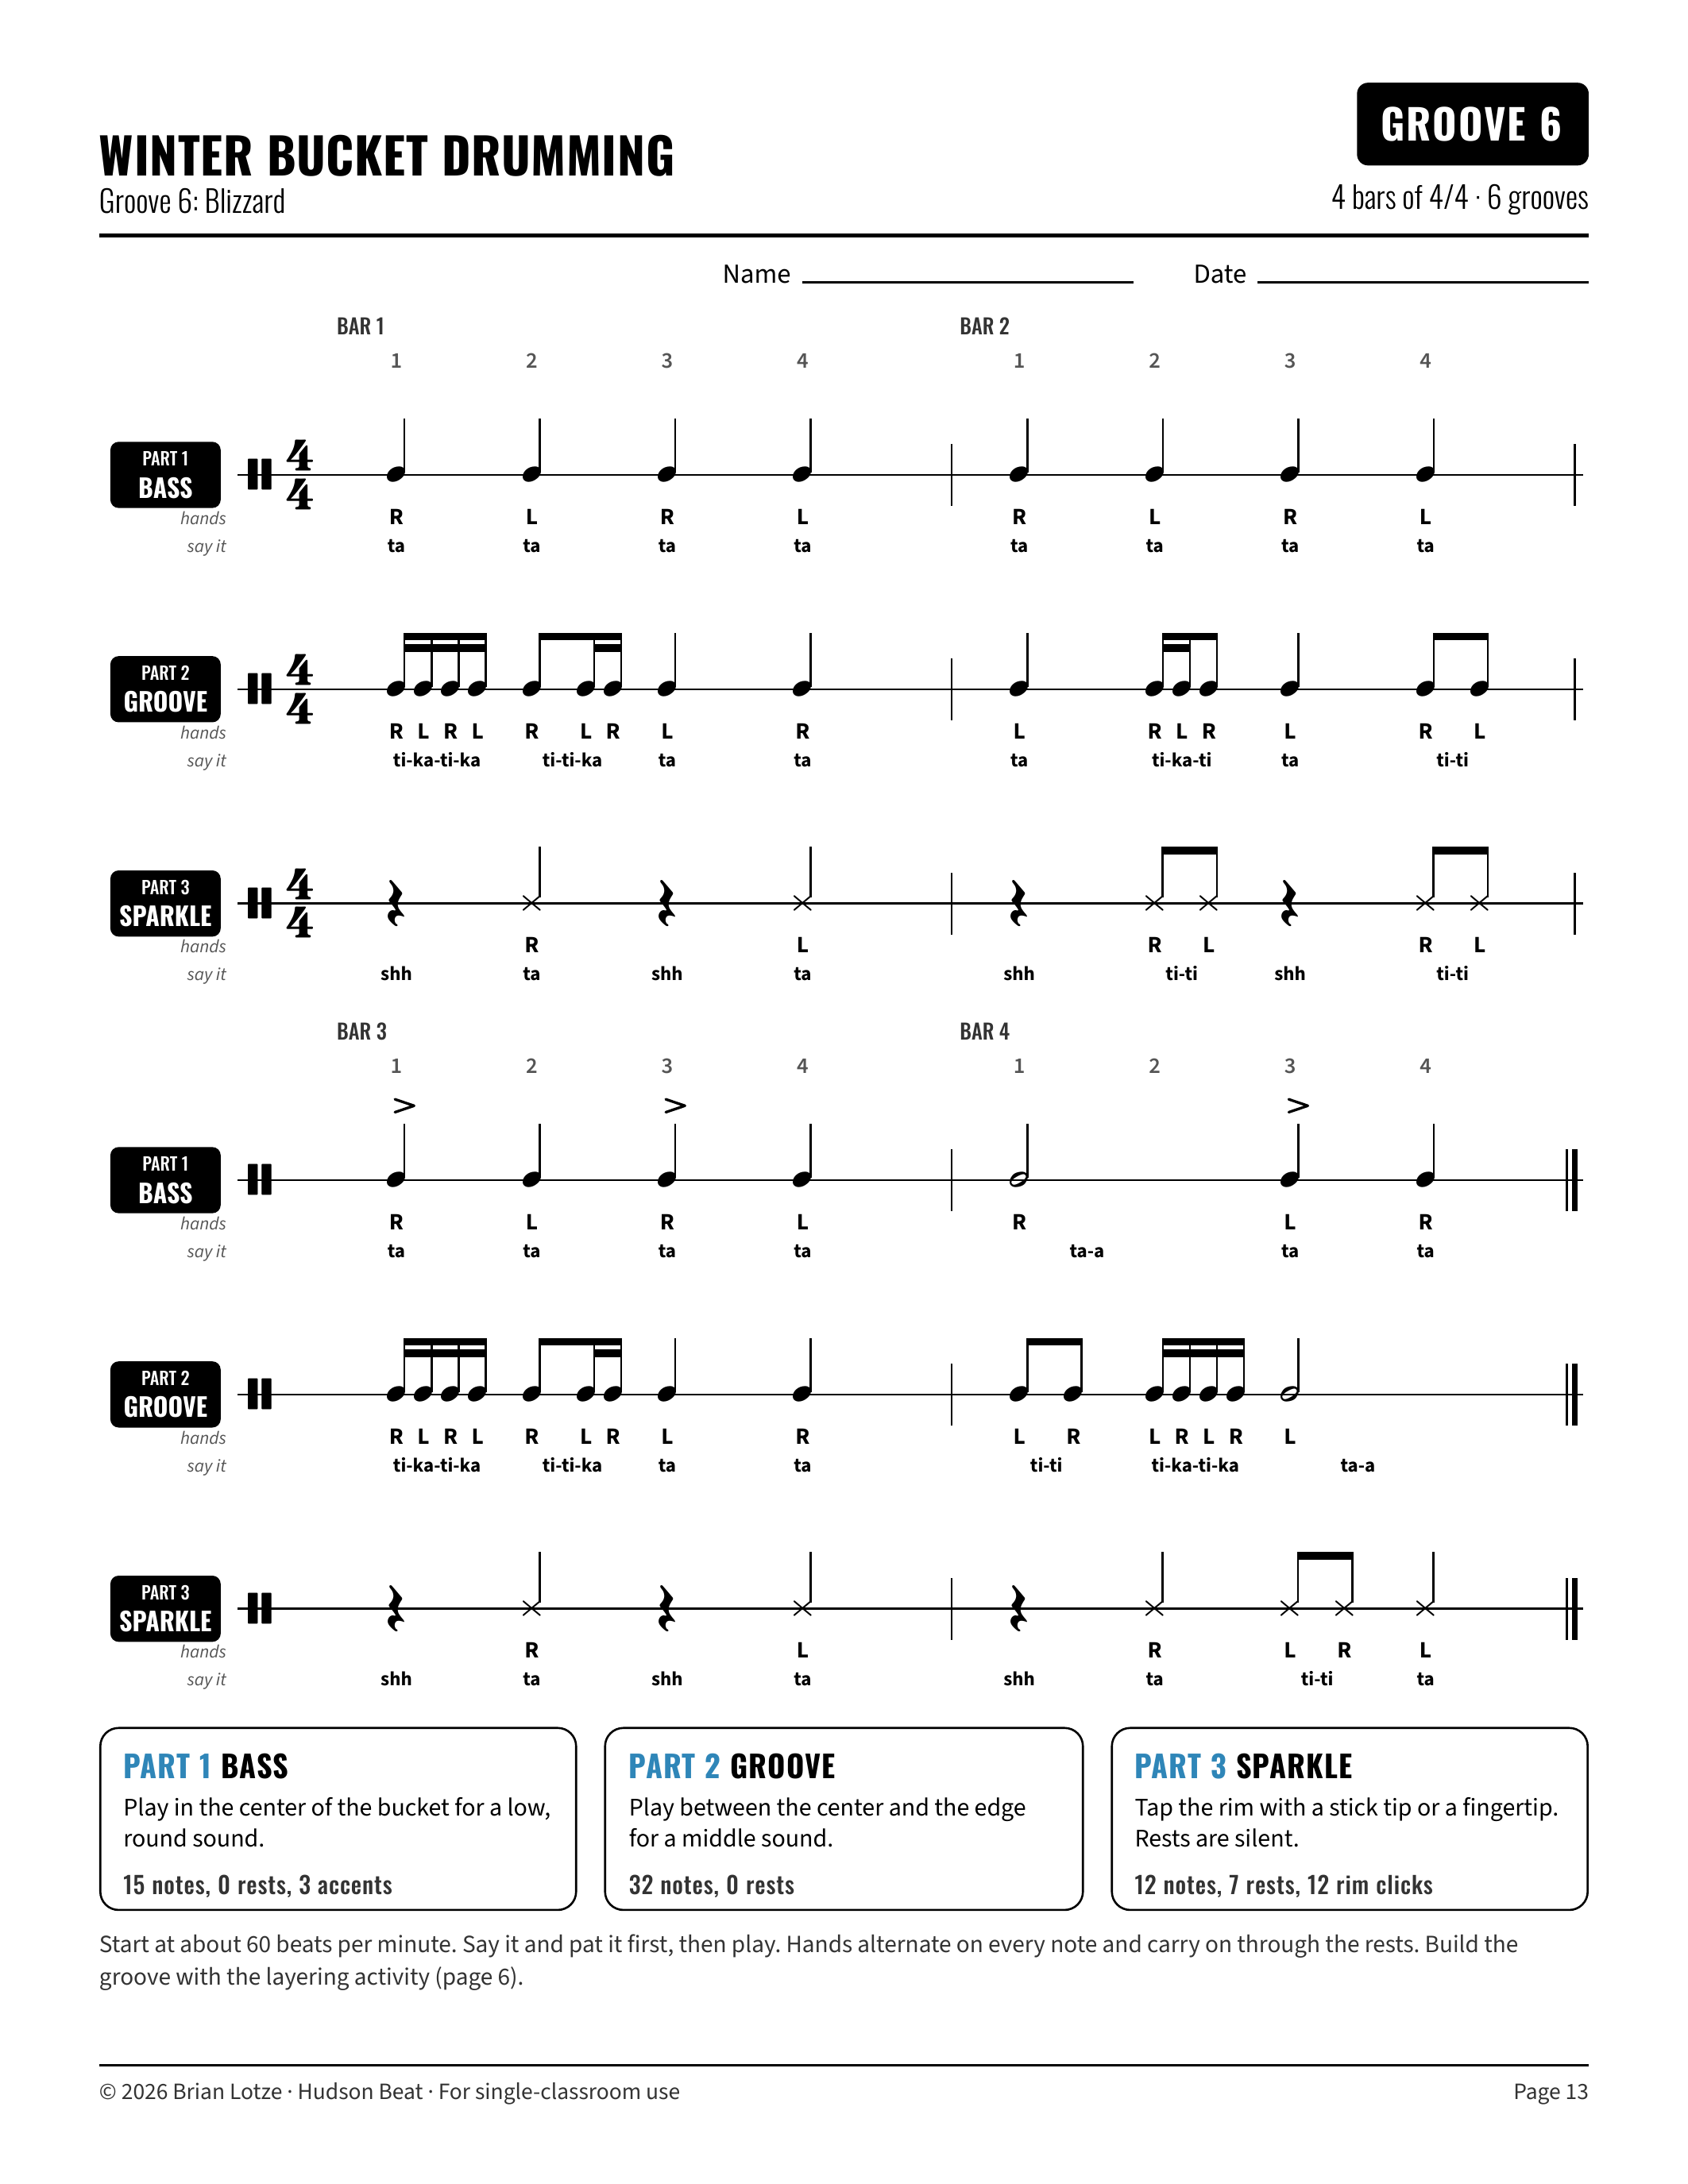 GROOVE 6
WINTER BUCKET DRUMMING
Groove 6: Blizzard
4 bars of 4/4 · 6 grooves
Name Date
BAR 1 BAR 2
1 2 3 4 1 2 3 4
PART 1
BASS
4
4
hands R L R L R L R L
say it ta ta ta ta ta ta ta ta
PART 2
GROOVE
4
4
hands R L R L R L R L R L R L R L R L
say it ti-ka-ti-ka ti-ti-ka ta ta ta ti-ka-ti ta ti-ti
PART 3
SPARKLE
4
4
hands R L R L R L
say it shh ta shh ta shh ti-ti shh ti-ti
BAR 3 BAR 4
1 2 3 4 1 2 3 4
PART 1
BASS
hands R L R L R L R
say it ta ta ta ta ta-a ta ta
PART 2
GROOVE
hands R L R L R L R L R L R L R L R L
say it ti-ka-ti-ka ti-ti-ka ta ta ti-ti ti-ka-ti-ka ta-a
PART 3
SPARKLE
hands R L R L R L
say it shh ta shh ta shh ta ti-ti ta
PART 1 BASS
Play in the center of the bucket for a low,
round sound.
15 notes, 0 rests, 3 accents
PART 2 GROOVE
Play between the center and the edge
for a middle sound.
32 notes, 0 rests
PART 3 SPARKLE
Tap the rim with a stick tip or a fingertip.
Rests are silent.
12 notes, 7 rests, 12 rim clicks
Start at about 60 beats per minute. Say it and pat it first, then play. Hands alternate on every note and carry on through the rests. Build the
groove with the layering activity (page 6).
© 2026 Brian Lotze · Hudson Beat · For single-classroom use
Page 13